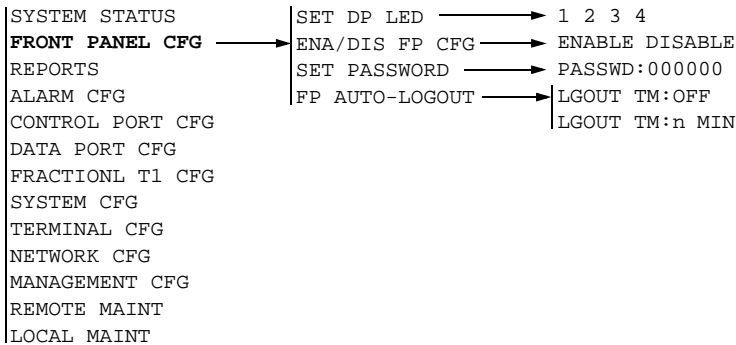 SYSTEM STATUS SET DP LED 1 2 3 4
FRONT PANEL CFG ENA/DIS FP CFG ENABLE DISABLE
REPORTS SET PASSWORD PASSWD:000000
ALARM CFG FP AUTO-LOGOUT LGOUT TM:OFF
CONTROL PORT CFG LGOUT TM:n MIN
DATA PORT CFG
FRACTIONL T1 CFG
SYSTEM CFG
TERMINAL CFG
NETWORK CFG
MANAGEMENT CFG
REMOTE MAINT
LOCAL MAINT